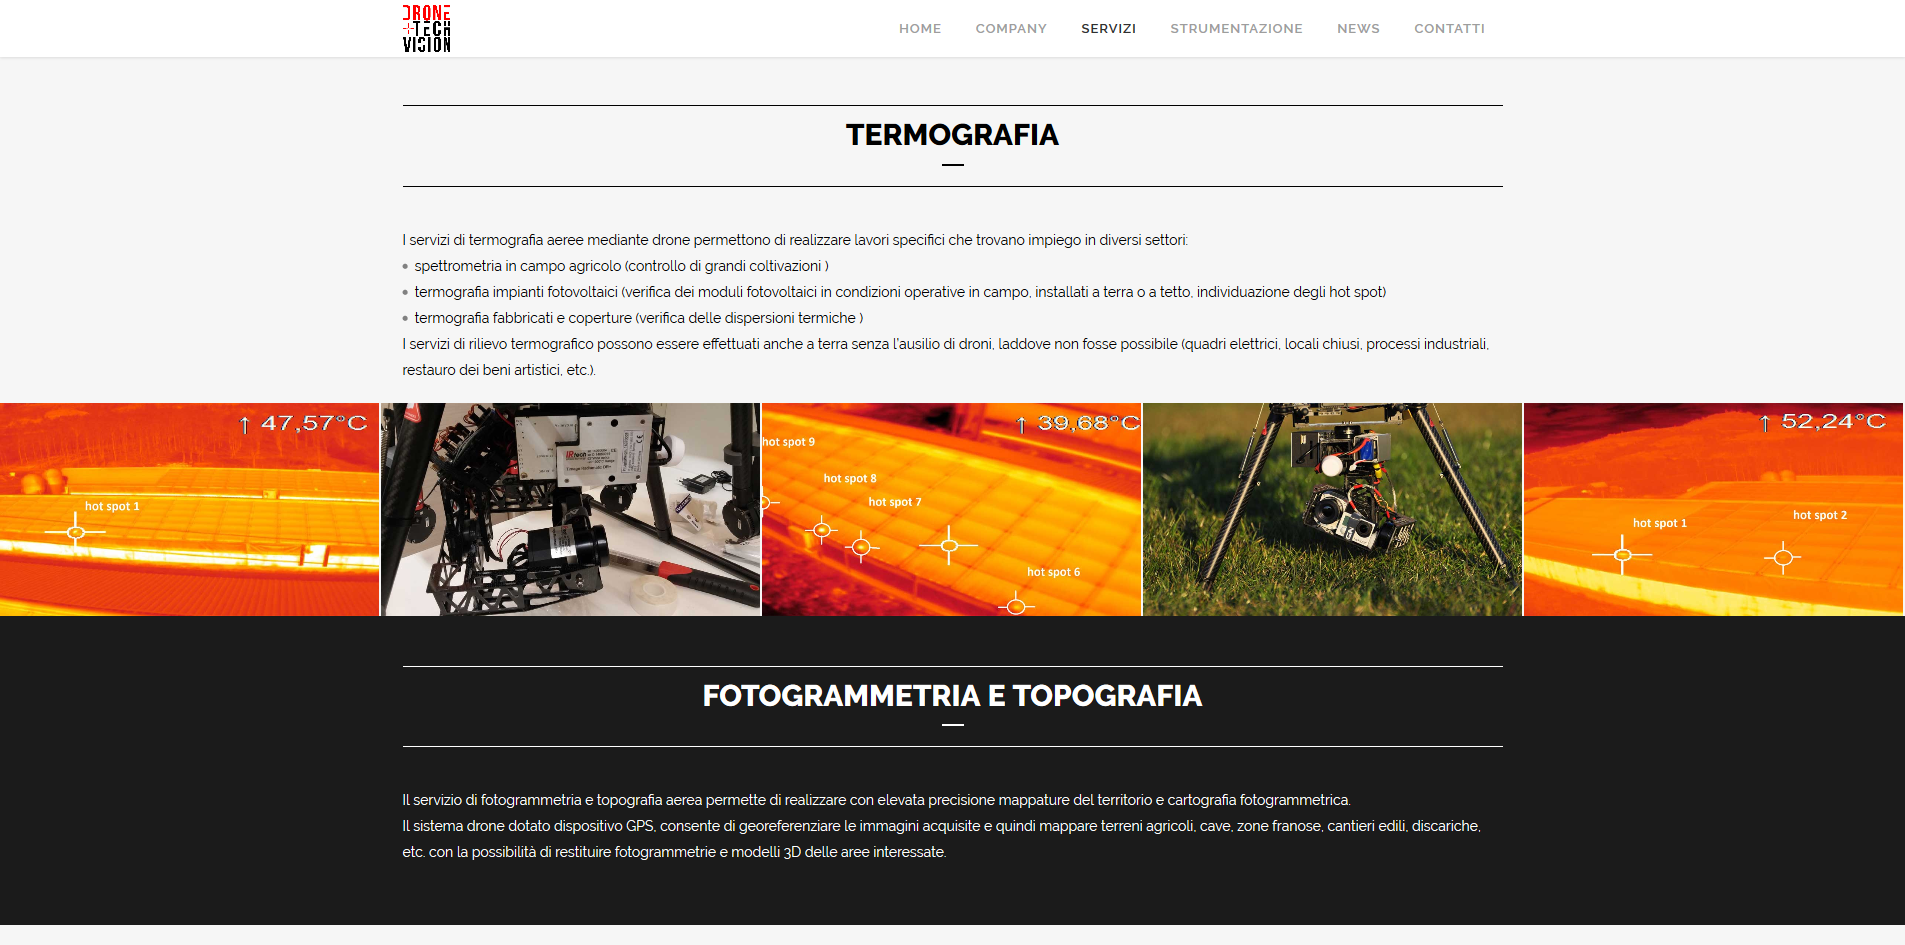 DRONE
TECH
VISION
HOME COMPANY SERVIZI STRUMENTAZIONE NEWS CONTATTI
TERMOGRAFIA
I servizi di termografia aeree mediante drone permettono di realizzare lavori specifici che trovano impiego in diversi settori:
spettrometria in campo agricolo (controllo di grandi coltivazioni )
termografia impianti fotovoltaici (verifica dei moduli fotovoltaici in condizioni operative in campo, installati a terra o a tetto, individuazione degli hot spot)
termografia fabbricati e coperture (verifica delle dispersioni termiche )
I servizi di rilievo termografico possono essere effettuati anche a terra senza l'ausilio di droni, laddove non fosse possibile (quadri elettrici, locali chiusi, processi industriali,
restauro dei beni artistici, etc.).
↑ 47,57°C
hot spot 1
IRtech
↑ 39,68°C
hot spot 9
hot spot 8
hot spot 7
hot spot 6
↑ 52,24°C
hot spot 1
hot spot 2
FOTOGRAMMETRIA E TOPOGRAFIA
Il servizio di fotogrammetria e topografia aerea permette di realizzare con elevata precisione mappature del territorio e cartografia fotogrammetrica.
Il sistema drone dotato dispositivo GPS, consente di georeferenziare le immagini acquisite e quindi mappare terreni agricoli, cave, zone franose, cantieri edili, discariche,
etc. con la possibilità di restituire fotogrammetrie e modelli 3D delle aree interessate.